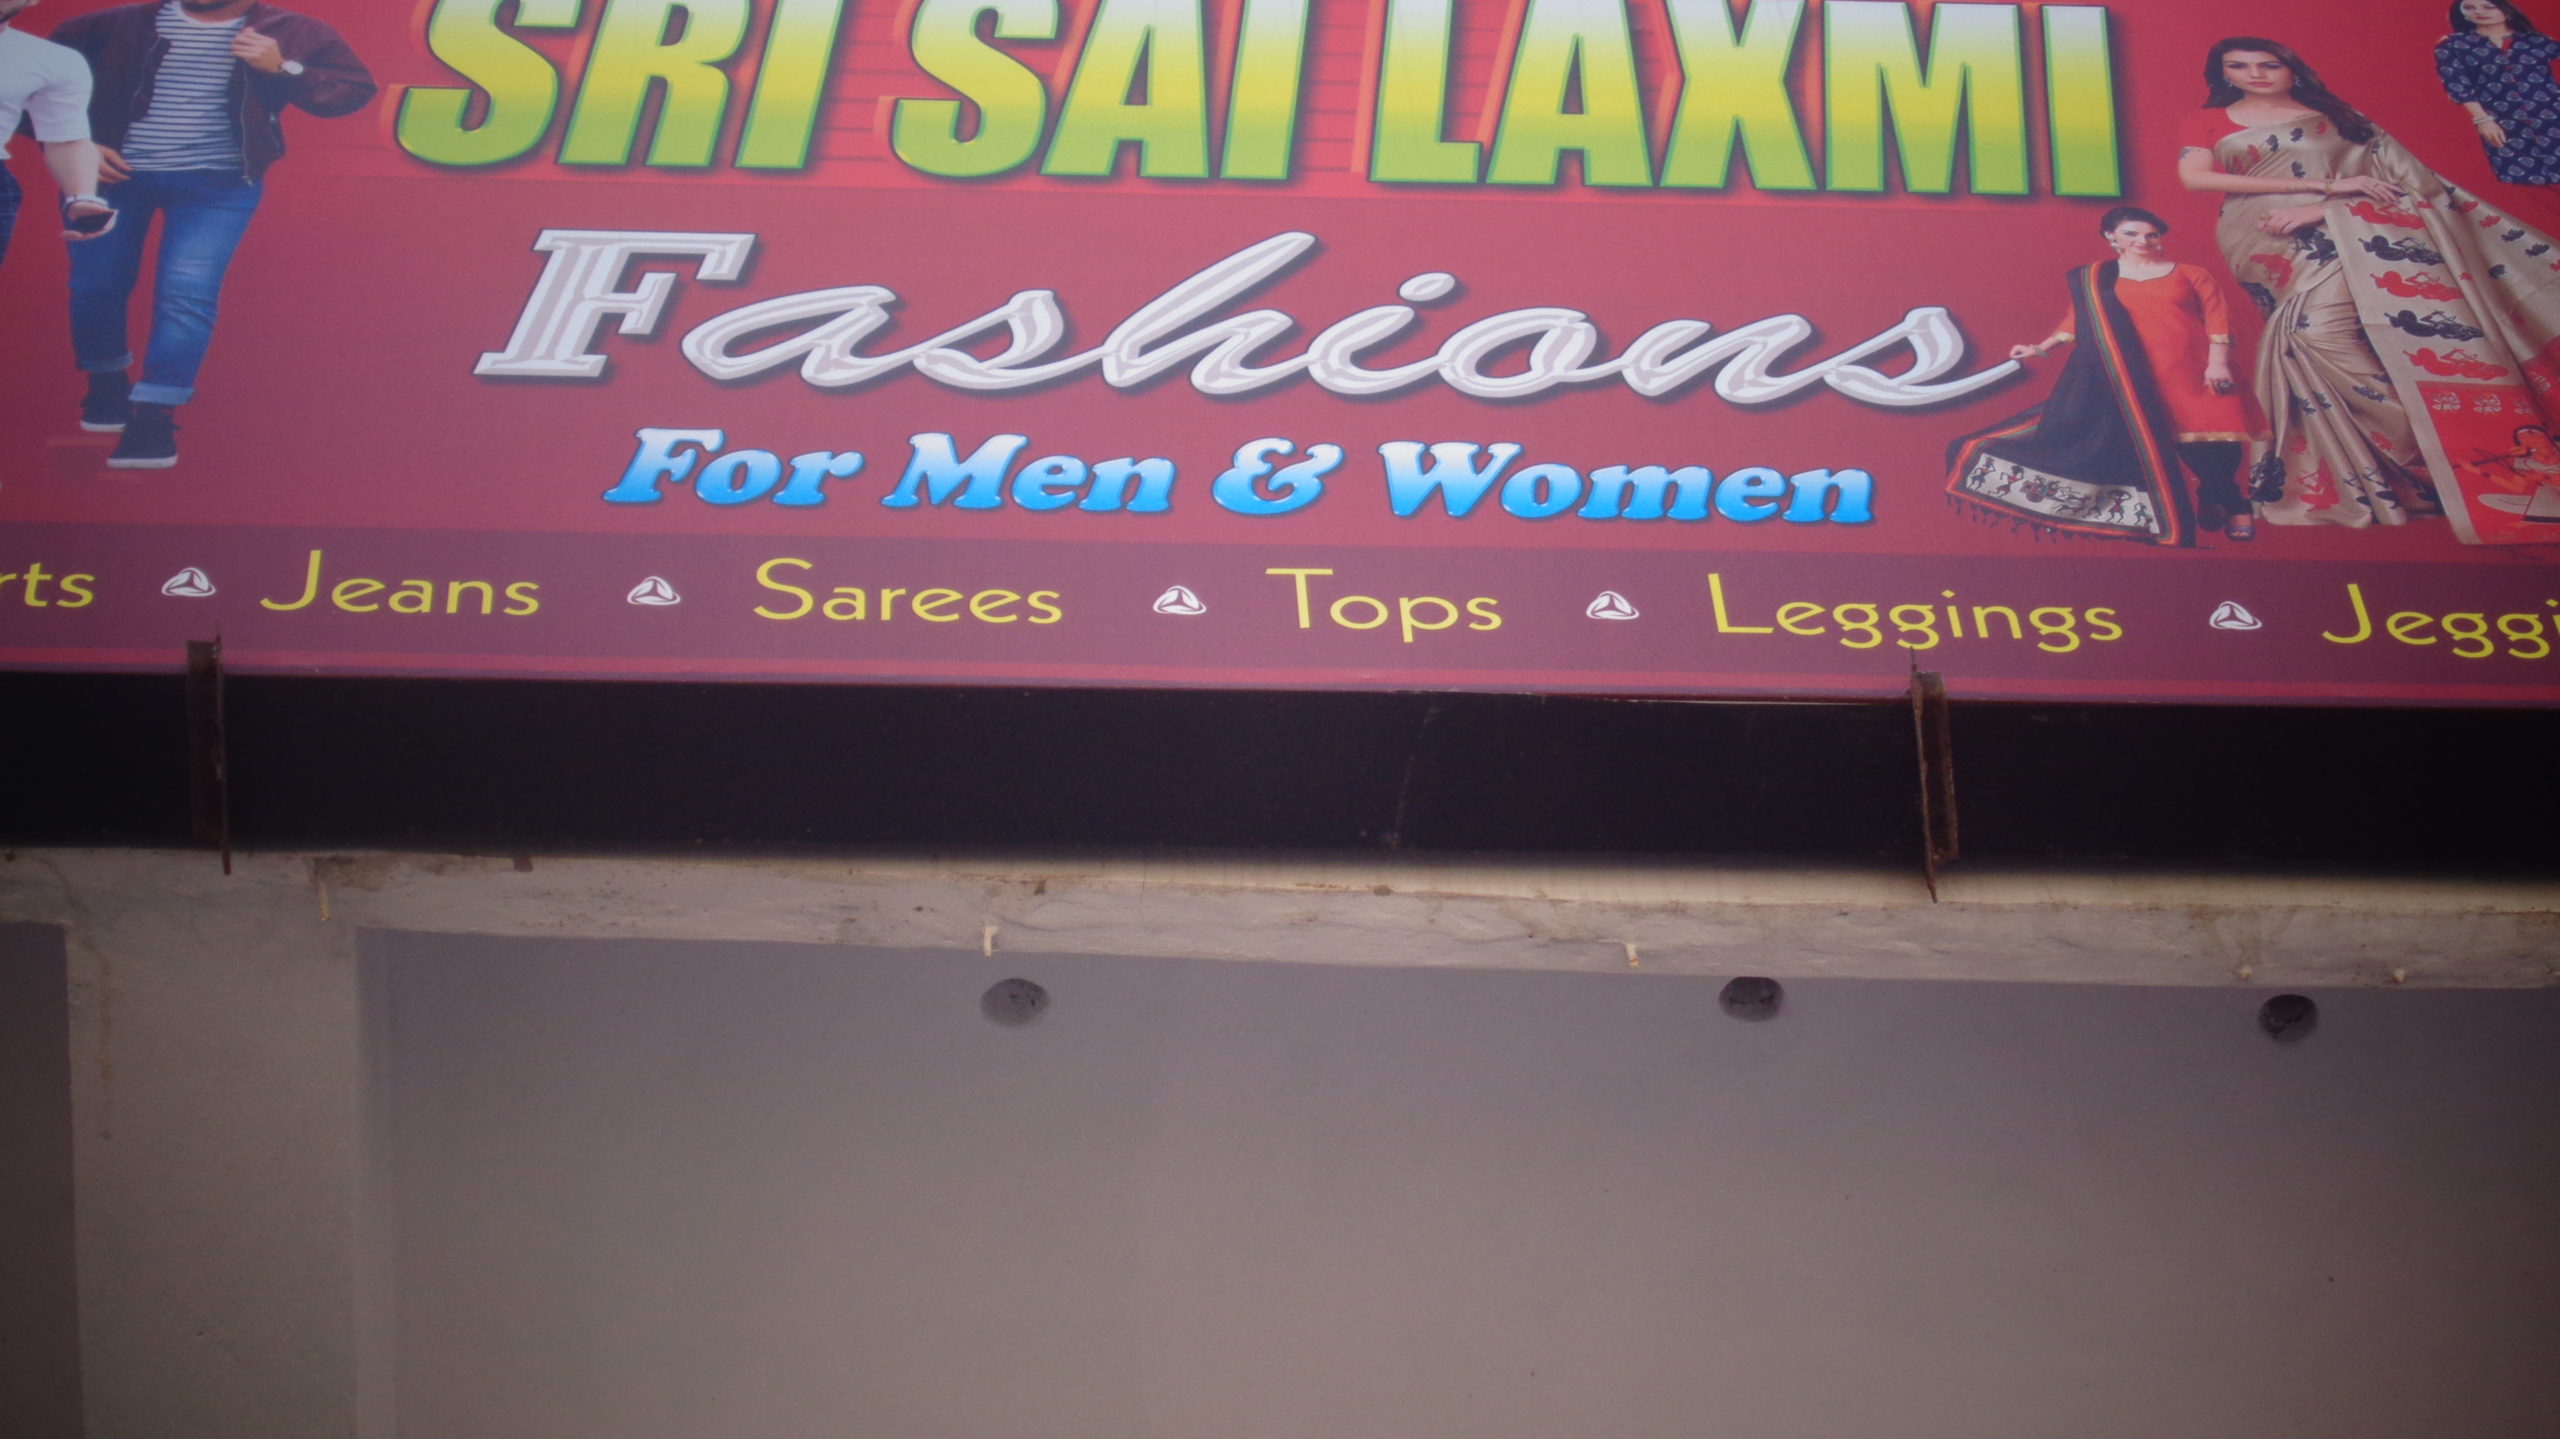 SRI SAI LAXMI
Fashions
For Men & Women
Jeans Sarees Tops Leggings